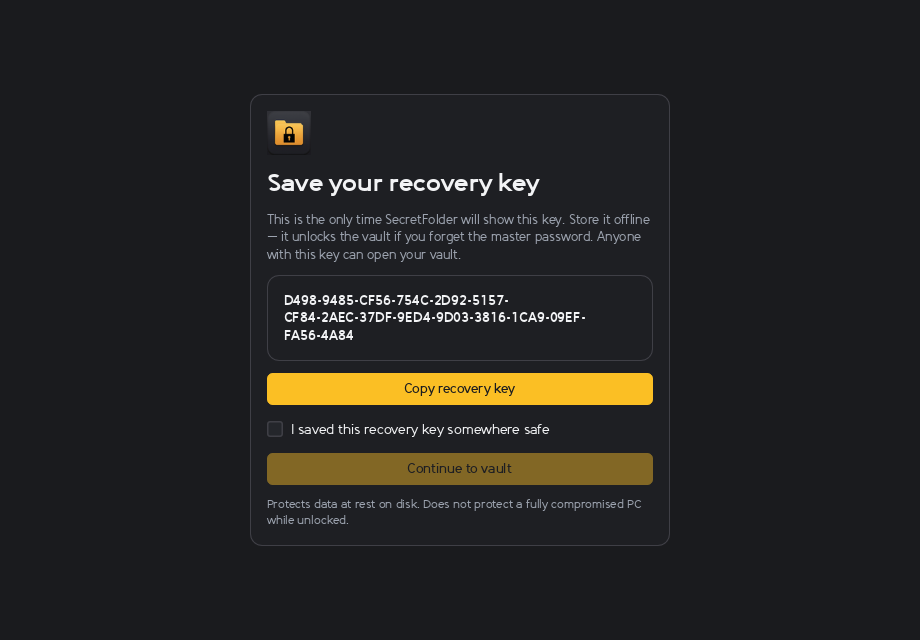 Save your recovery key
This is the only time SecretFolder will show this key. Store it offline
— it unlocks the vault if you forget the master password. Anyone
with this key can open your vault.
D498-9485-CF56-754C-2D92-5157-
CF84-2AEC-37DF-9ED4-9D03-3816-1CA9-09EF-
FA56-4A84
Copy recovery key
I saved this recovery key somewhere safe
Continue to vault
Protects data at rest on disk. Does not protect a fully compromised PC
while unlocked.